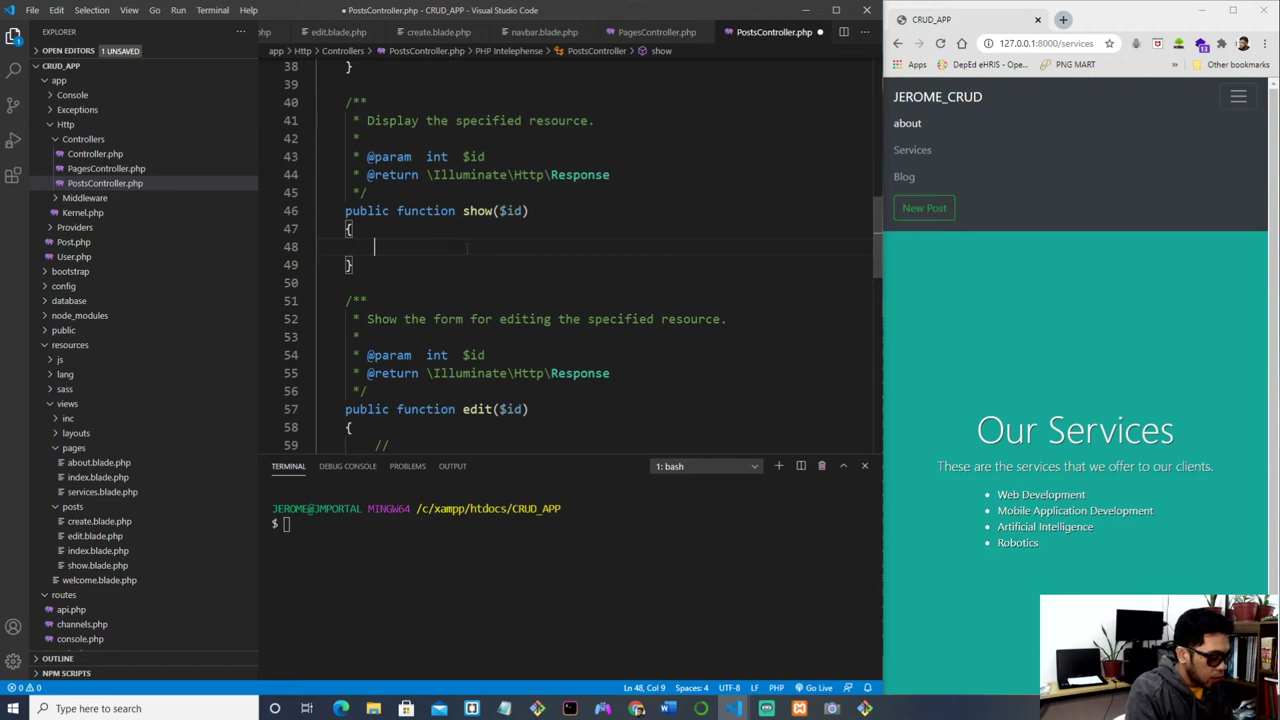 File Edit Selection View Go Run Terminal Help
● PostsController.php - CRUD_APP - Visual Studio Code
EXPLORER
OPEN EDITORS 1 UNSAVED
CRUD_APP
app
Console
Exceptions
Http
Controllers
Controller.php
PagesController.php
PostsController.php
Middleware
Kernel.php
Providers
Post.php
User.php
bootstrap
config
database
node_modules
public
resources
js
lang
sass
views
inc
layouts
pages
about.blade.php
index.blade.php
services.blade.php
posts
create.blade.php
edit.blade.php
index.blade.php
show.blade.php
welcome.blade.php
routes
api.php
channels.php
console.php
OUTLINE
NPM SCRIPTS
.php edit.blade.php create.blade.php navbar.blade.php PagesController.php PostsController.php ●
app > Http > Controllers > PostsController.php > PHP Intelephense > PostsController > show
38 }
39
40 /**
41 * Display the specified resource.
42 *
43 * @param int $id
44 * @return \Illuminate\Http\Response
45 */
46 public function show($id)
47 {
48
49 }
50
51 /**
52 * Show the form for editing the specified resource.
53 *
54 * @param int $id
55 * @return \Illuminate\Http\Response
56 */
57 public function edit($id)
58 {
59 //
TERMINAL DEBUG CONSOLE PROBLEMS OUTPUT
1: bash
JEROME@JMPORTAL MINGW64 /c/xampp/htdocs/CRUD_APP
$
0 0
Ln 48, Col 9 Spaces: 4 UTF-8 LF PHP Go Live
Type here to search
CRUD_APP
127.0.0.1:8000/services
13
Apps DepEd eHRIS - Ope... PNG MART » Other bookmarks
JEROME_CRUD
about
Services
Blog
New Post
Our Services
These are the services that we offer to our clients.
• Web Development
• Mobile Application Development
• Artificial Intelligence
• Robotics